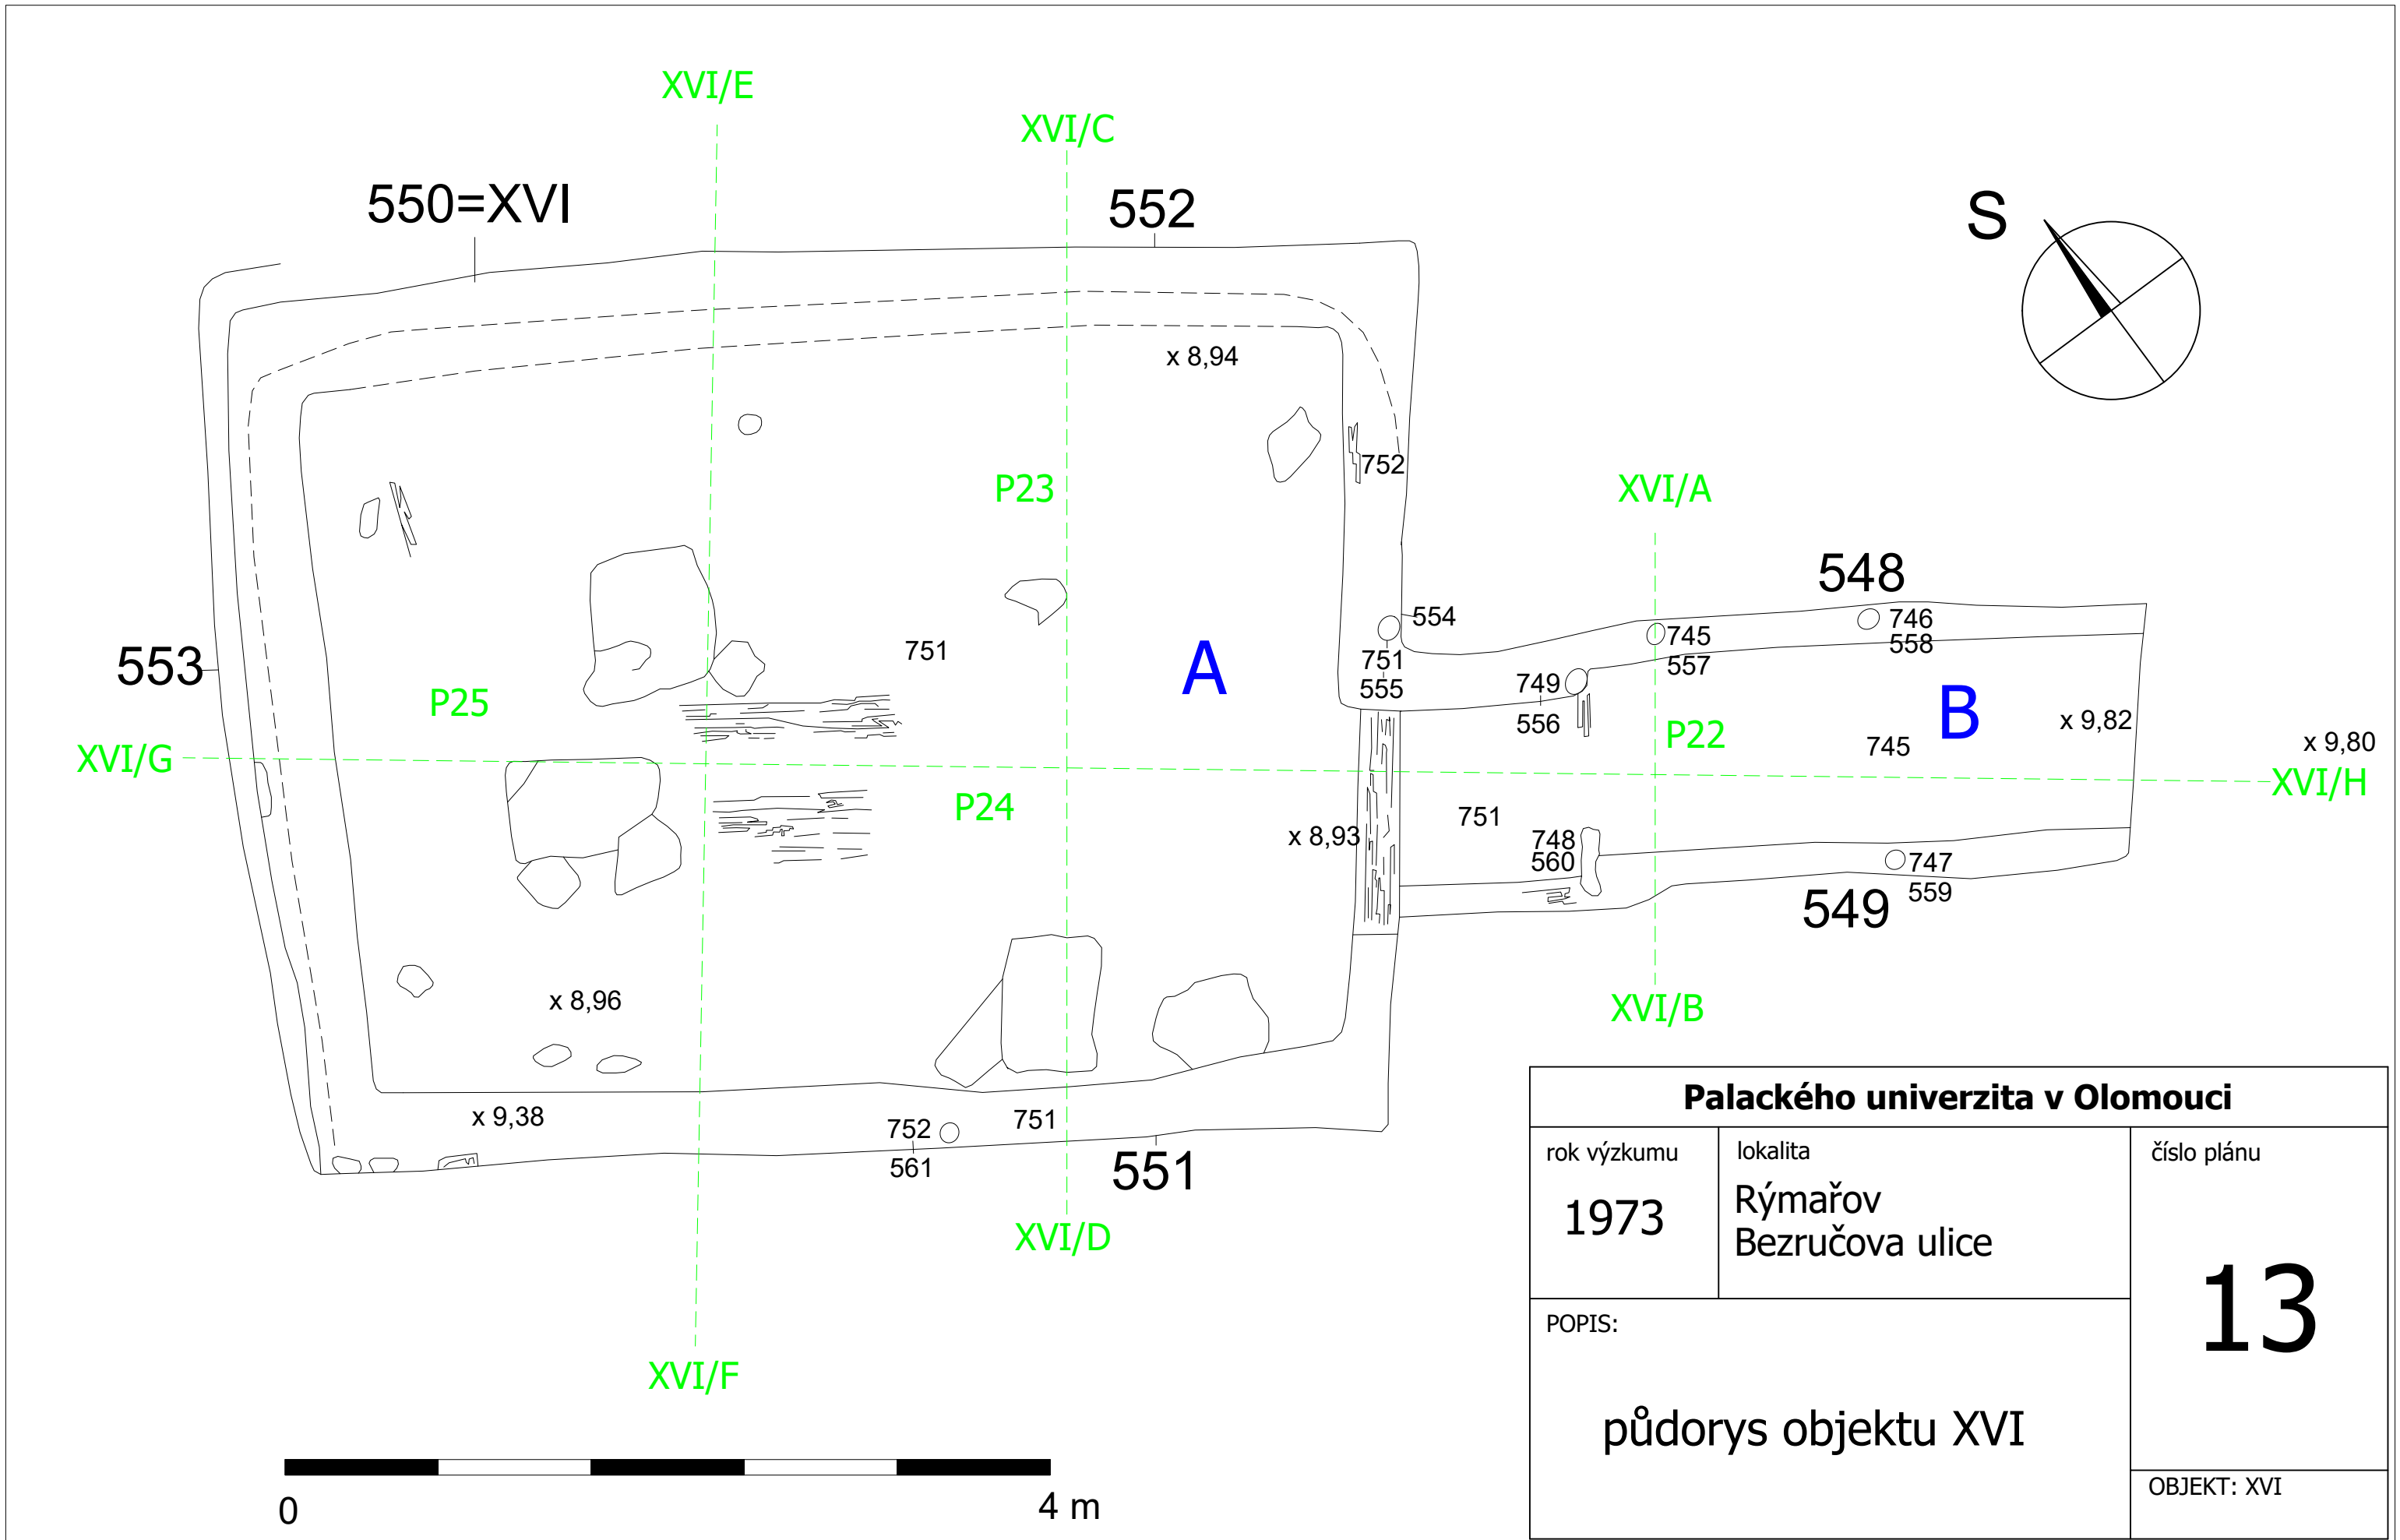 XVI/E
XVI/C
550=XVI
552
S
x 8,94
752
P23
XVI/A
548
554
746
745
558
751
A
751
557
553
555
749
B
P25
556
P22
x 9,82
745
x 9,80
XVI/G
XVI/H
P24
751
x 8,93
748
560
747
559
549
x 8,96
XVI/B
x 9,38
752
751
561
551
XVI/D
XVI/F
0
4 m
Palackého univerzita v Olomouci
rok výzkumu
1973
lokalita
Rýmařov
Bezručova ulice
číslo plánu
13
POPIS:
půdorys objektu XVI
OBJEKT: XVI